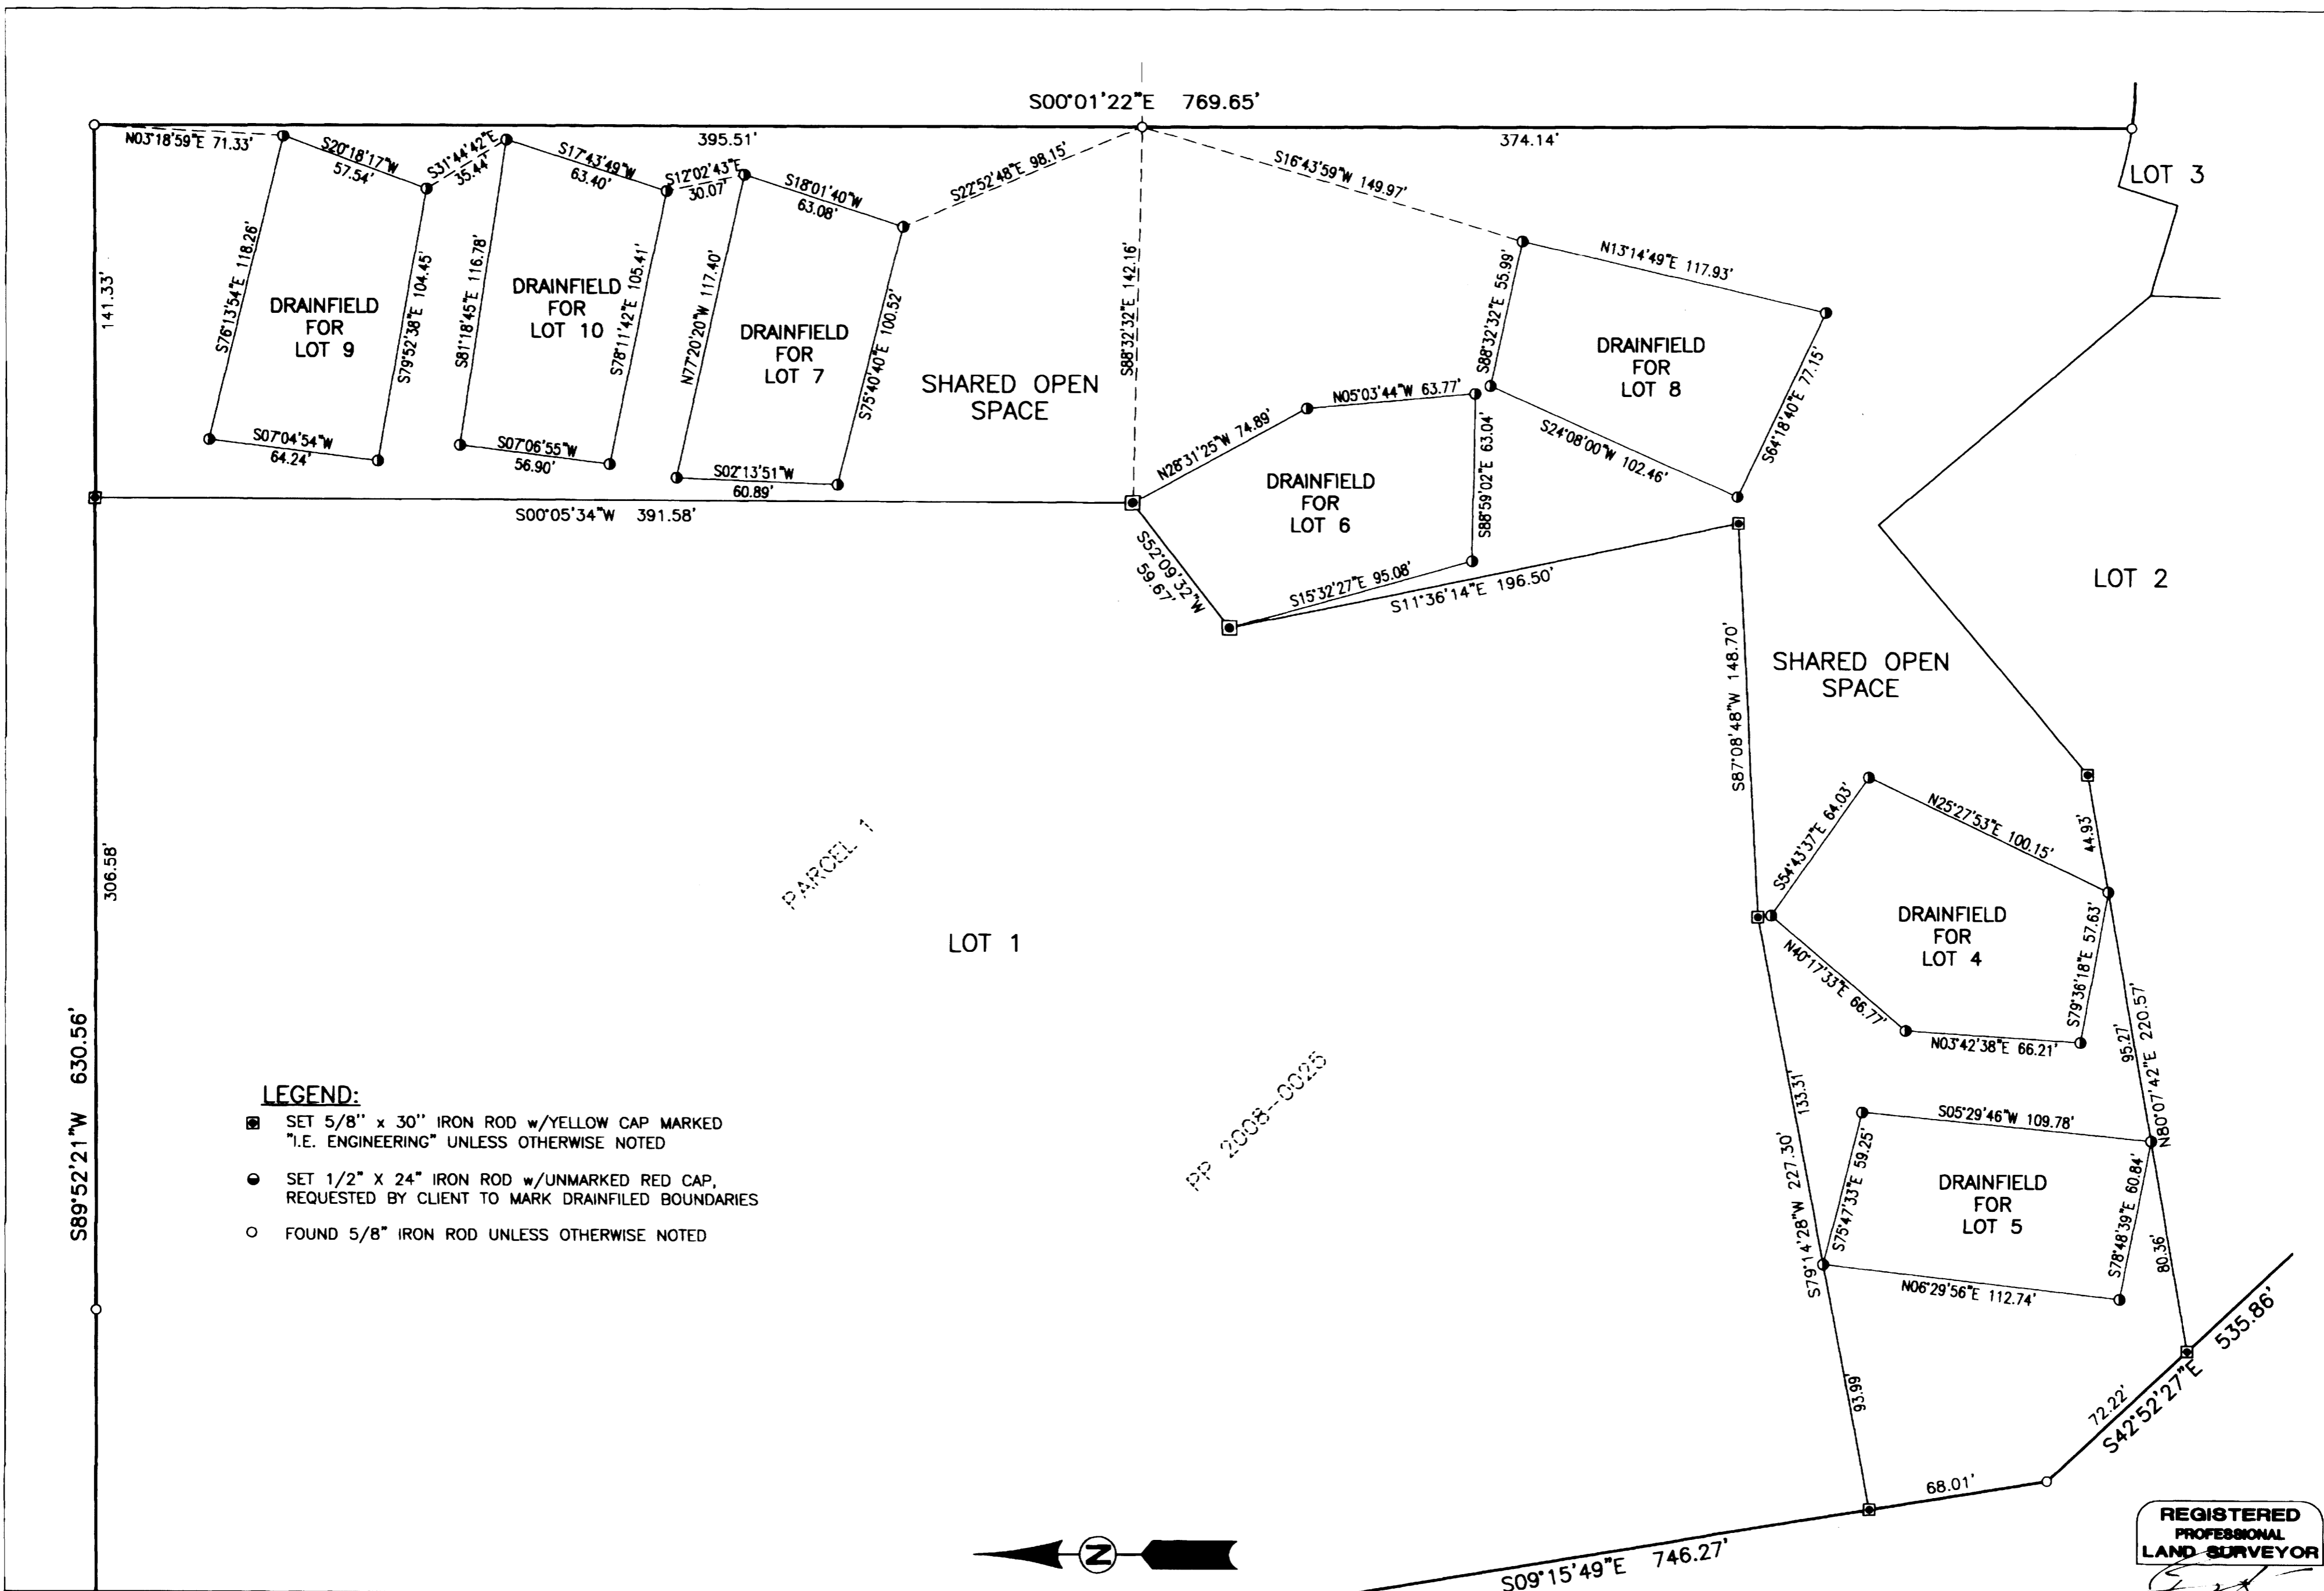 S00°01'22"E 769.65'
395.51'
374.14'
N03°18'59"E 71.33'
S20°18'17"W
57.54'
S31°44'42"E
35.44'
S17°43'49"W
63.40'
S12°02'43"E
30.07'
S18°01'40"W
63.08'
S22°52'48"E 98.15'
S16°43'59"W 149.97'
LOT 3
141.33'
S76°13'54"E 118.26'
DRAINFIELD
FOR
LOT 9
S79°52'38"E 104.45'
S07°04'54"W
64.24'
S81°18'45"E 116.78'
DRAINFIELD
FOR
LOT 10
S78°11'42"E 105.41'
S07°06'55"W
56.90'
N77°20'20"W 117.40'
DRAINFIELD
FOR
LOT 7
S75°40'40"E 100.52'
S02°13'51"W
60.89'
SHARED OPEN
SPACE
S88°32'32"E 142.16'
S00°05'34"W 391.58'
N28°31'25"W 74.89'
N05°03'44"W 63.77'
DRAINFIELD
FOR
LOT 6
S88°59'02"E 63.04'
S52°09'32"W
59.67'
S15°32'27"E 95.08'
S11°36'14"E 196.50'
N13°14'49"E 117.93'
S88°32'32"E 55.99'
DRAINFIELD
FOR
LOT 8
S64°18'40"E 77.15'
S24°08'00"W 102.46'
LOT 2
SHARED OPEN
SPACE
S87°08'48"W 148.70'
44.93'
S54°43'37"E 64.03'
N25°27'53"E 100.15'
DRAINFIELD
FOR
LOT 4
S79°36'18"E 57.63'
N40°17'33"E 66.77'
N03°42'38"E 66.21'
95.27'
N80°07'42"E 220.57'
133.31'
S79°14'28"W 227.30'
S05°29'46"W 109.78'
S75°47'33"E 59.25'
DRAINFIELD
FOR
LOT 5
S78°48'39"E 60.84'
N06°29'56"E 112.74'
80.36'
93.99'
72.22'
S42°52'27"E 535.86'
68.01'
S09°15'49"E 746.27'
306.58'
S89°52'21"W 630.56'
PARCEL 1
LOT 1
PP 2008-0025
LEGEND:
SET 5/8'' x 30'' IRON ROD w/YELLOW CAP MARKED
"I.E. ENGINEERING" UNLESS OTHERWISE NOTED
SET 1/2" X 24" IRON ROD w/UNMARKED RED CAP,
REQUESTED BY CLIENT TO MARK DRAINFILED BOUNDARIES
FOUND 5/8" IRON ROD UNLESS OTHERWISE NOTED
N
REGISTERED
PROFESSIONAL
LAND SURVEYOR